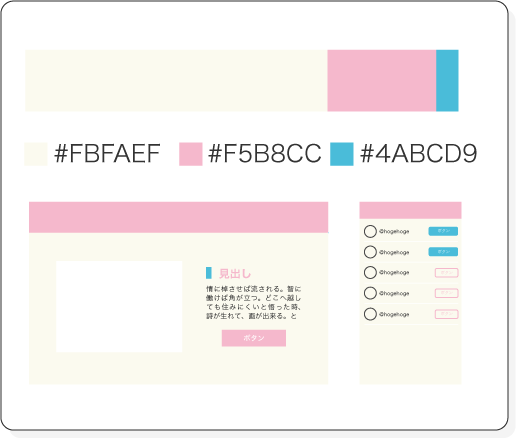 #FBFAEF #F5B8CC #4ABCD9
見出し
情に棹させば流される。智に
働けば角が立つ。どこへ越し
ても住みにくいと悟った時、
詩が生れて、画が出来る。と
ボタン
@hogehoge ボタン
@hogehoge ボタン
@hogehoge ボタン
@hogehoge ボタン
@hogehoge ボタン